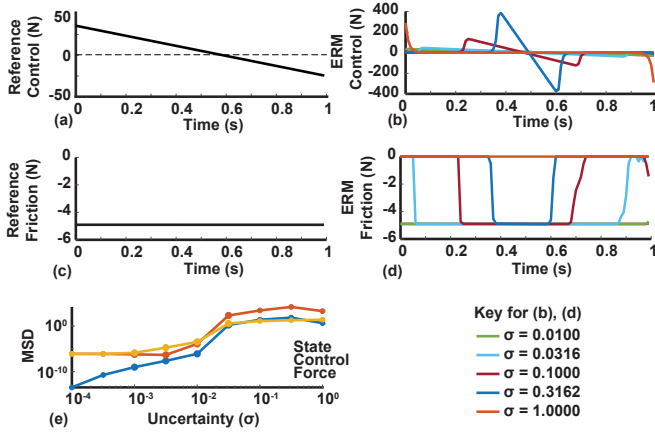 50
0
-50
Reference
Control (N)
0
0.2
0.4
0.6
0.8
1
(a)
Time (s)
400
200
0
-200
-400
ERM
Control (N)
0
0.2
0.4
0.6
0.8
1
(b)
Time (s)
0
-2
-4
-6
Reference
Friction (N)
0
0.2
0.4
0.6
0.8
1
(c)
Time (s)
0
-2
-4
-6
ERM
Friction (N)
0
0.2
0.4
0.6
0.8
1
(d)
Time (s)
10^0
10^-10
MSD
State
Control
Force
10^-4
10^-3
10^-2
10^-1
10^0
(e)
Uncertainty (σ)
Key for (b), (d)
σ = 0.0100
σ = 0.0316
σ = 0.1000
σ = 0.3162
σ = 1.0000